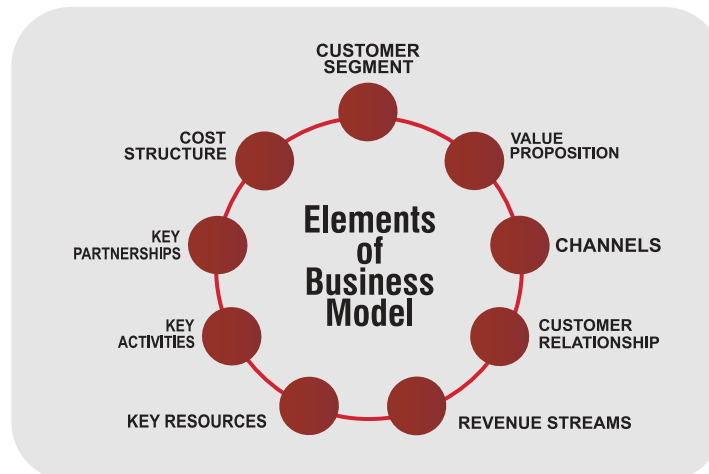 CUSTOMER
SEGMENT
VALUE
PROPOSITION
CHANNELS
CUSTOMER
RELATIONSHIP
REVENUE STREAMS
KEY RESOURCES
KEY
ACTIVITIES
KEY
PARTNERSHIPS
COST
STRUCTURE
Elements
of
Business
Model